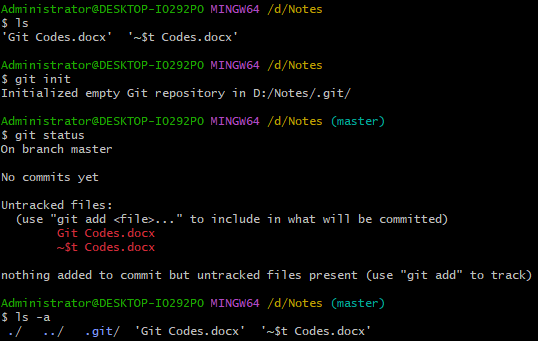 Administrator@DESKTOP-IO292PO MINGW64 /d/Notes
$ ls
'Git Codes.docx'  '~$t Codes.docx'
Administrator@DESKTOP-IO292PO MINGW64 /d/Notes
$ git init
Initialized empty Git repository in D:/Notes/.git/
Administrator@DESKTOP-IO292PO MINGW64 /d/Notes (master)
$ git status
On branch master
No commits yet
Untracked files:
  (use "git add <file>..." to include in what will be committed)
        Git Codes.docx
        ~$t Codes.docx
nothing added to commit but untracked files present (use "git add" to track)
Administrator@DESKTOP-IO292PO MINGW64 /d/Notes (master)
$ ls -a
 ./   ../   .git/  'Git Codes.docx'  '~$t Codes.docx'